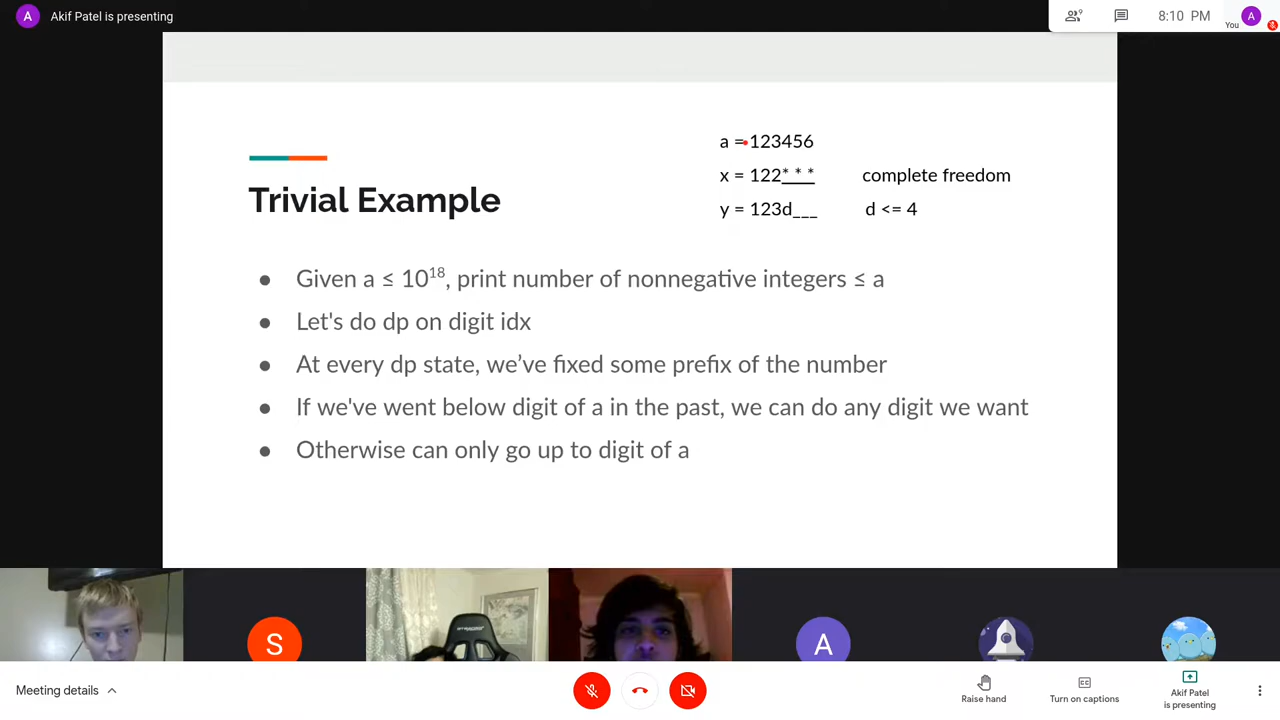 A Akif Patel is presenting
9
8:10 PM
You A
a = 123456
x = 122* * * complete freedom
y = 123d___ d <= 4
Trivial Example
● Given a ≤ 10^18, print number of nonnegative integers ≤ a
● Let's do dp on digit idx
● At every dp state, we’ve fixed some prefix of the number
● If we've went below digit of a in the past, we can do any digit we want
● Otherwise can only go up to digit of a
S
A
Meeting details
Raise hand
Turn on captions
Akif Patel
is presenting